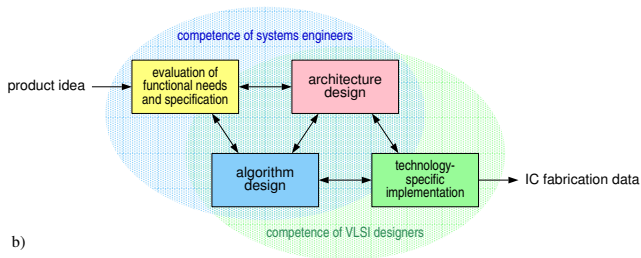 competence of systems engineers
product idea
evaluation of
functional needs
and specification
architecture
design
algorithm
design
technology-
specific
implementation
IC fabrication data
competence of VLSI designers
b)